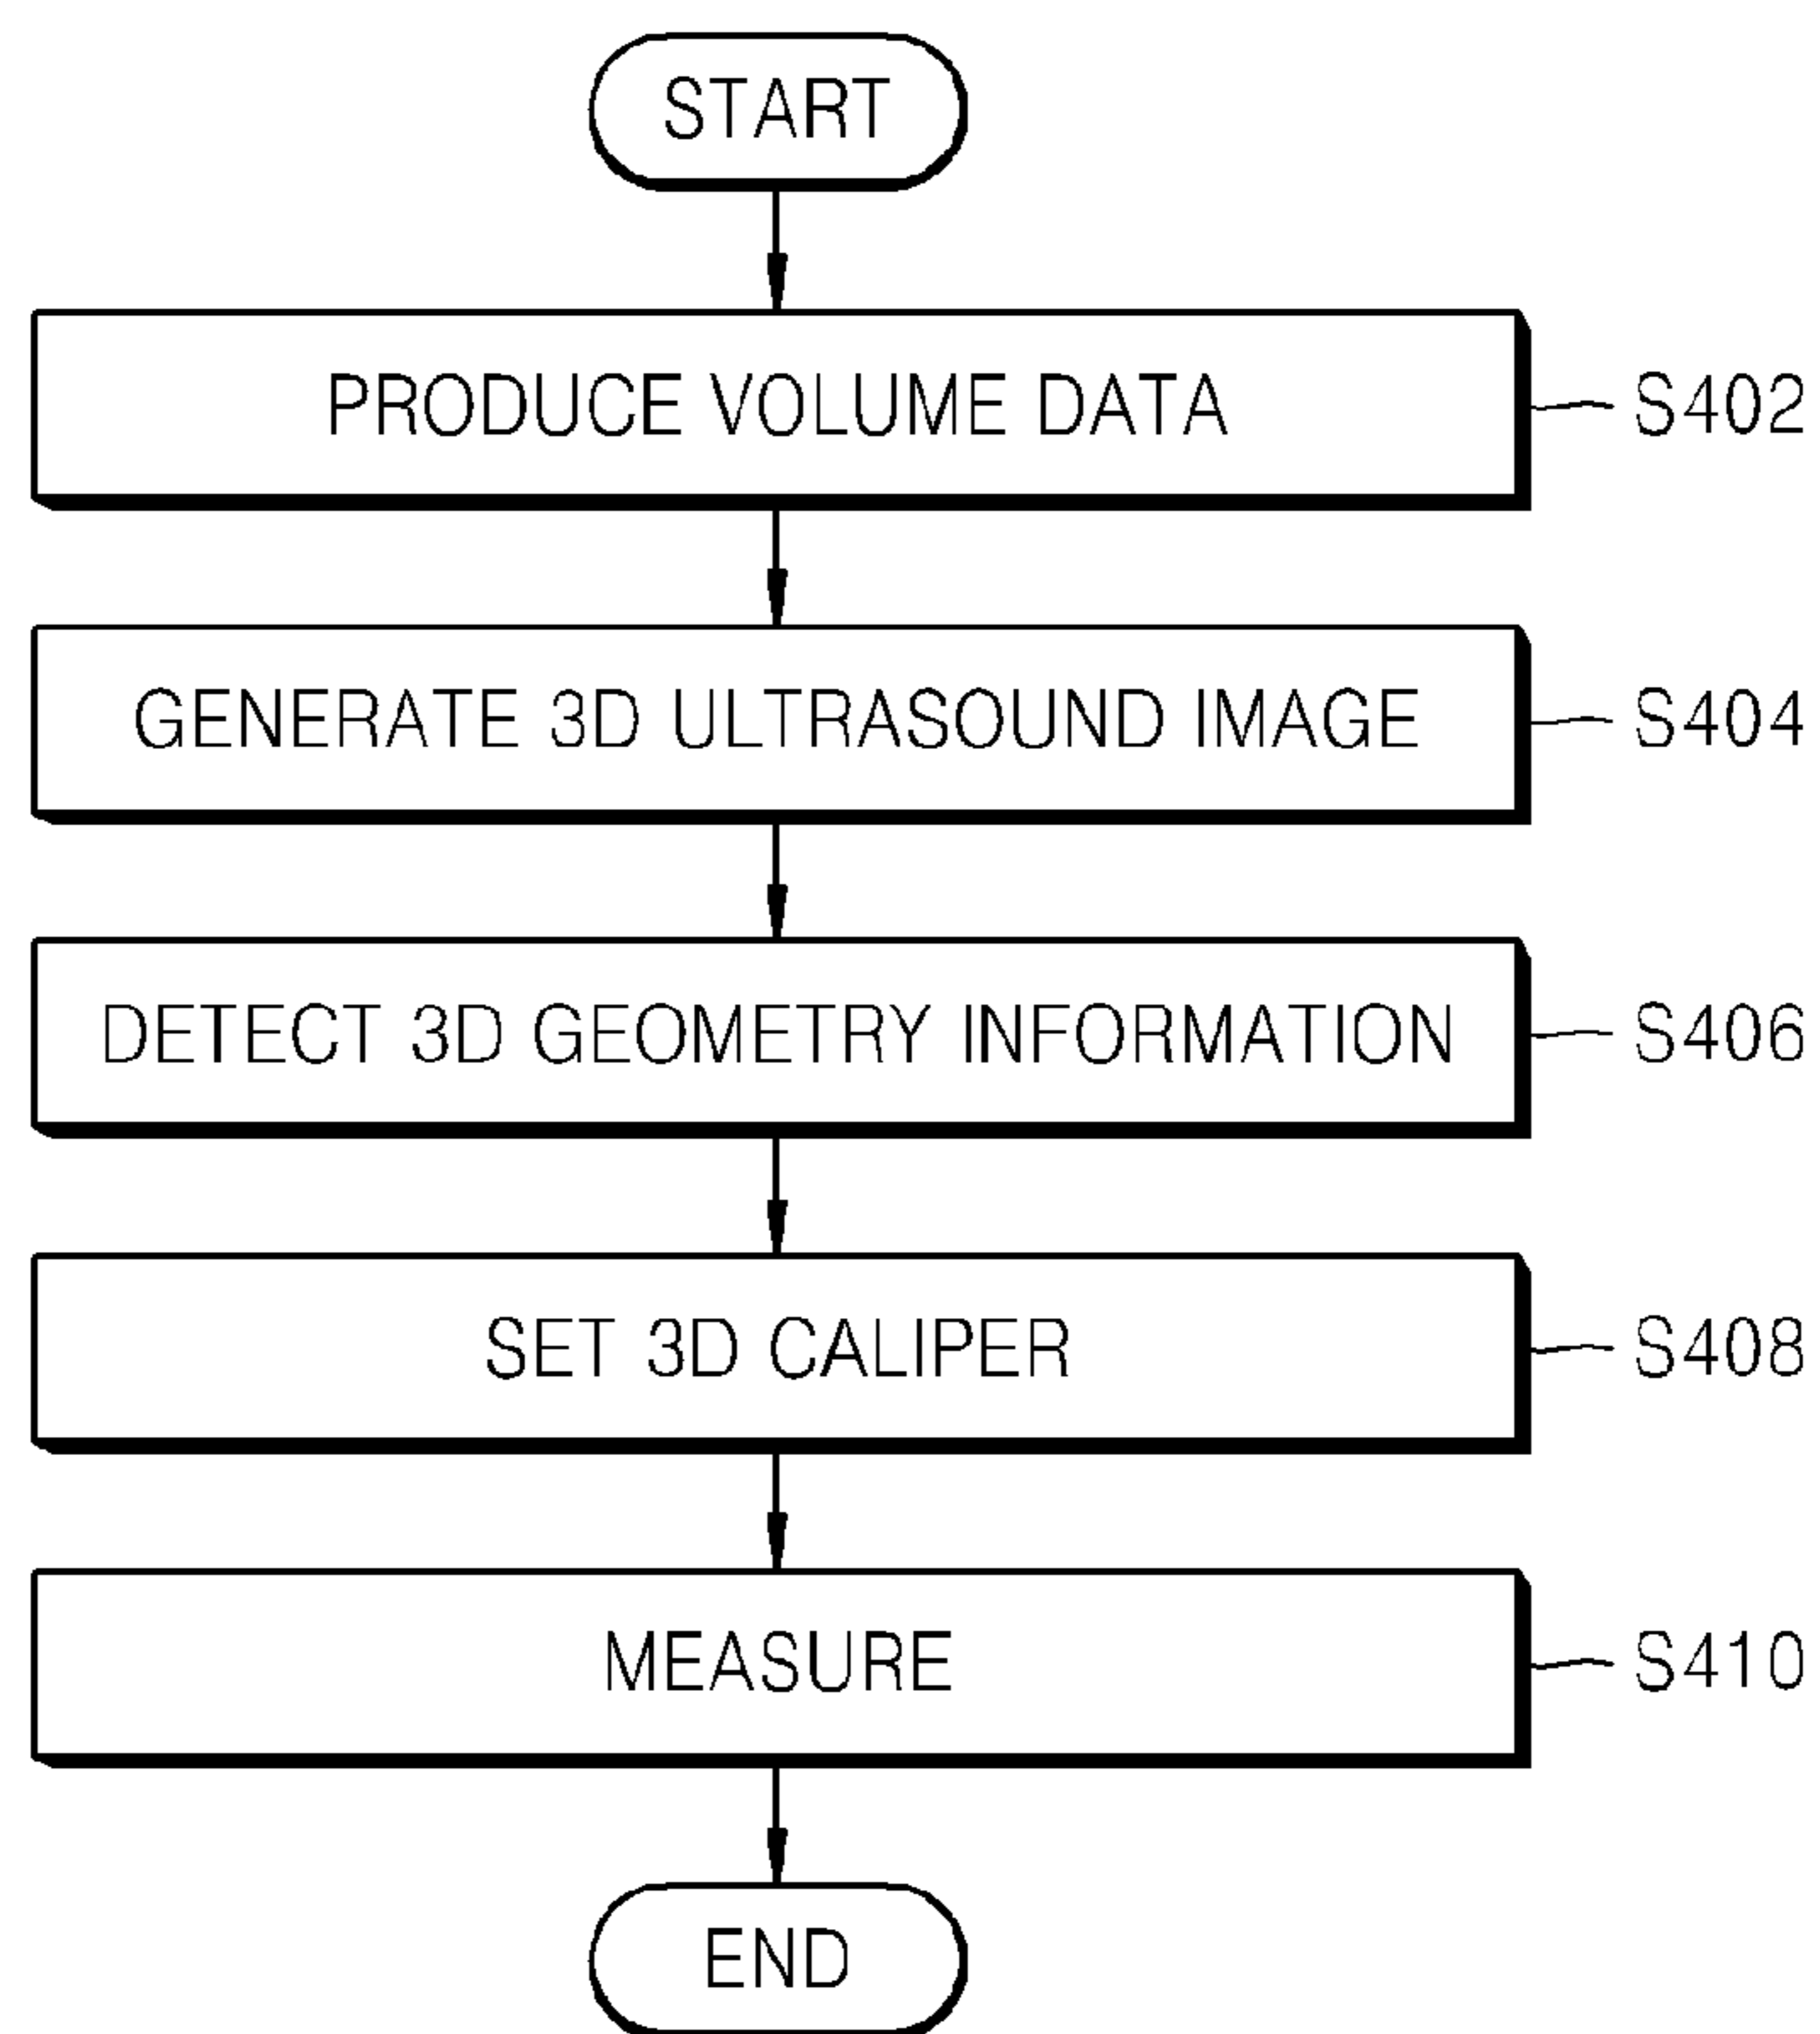 START
PRODUCE VOLUME DATA
S402
GENERATE 3D ULTRASOUND IMAGE
S404
DETECT 3D GEOMETRY INFORMATION
S406
SET 3D CALIPER
S408
MEASURE
S410
END